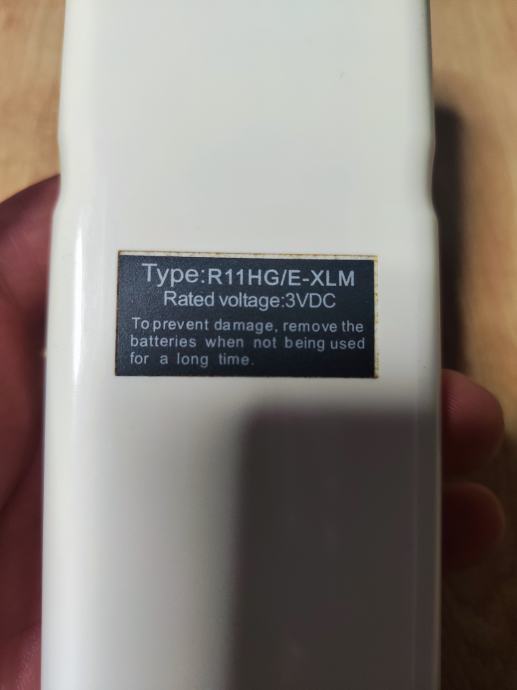 Type:R11HG/E-XLM
Rated voltage:3VDC
To prevent damage, remove the
batteries when not being used
for a long time.